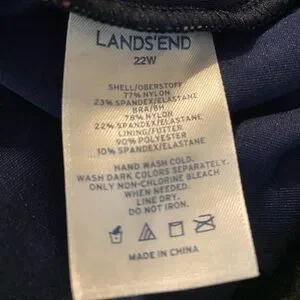 LANDS'END
22W
SHELL/OBERSTOFF
77% NYLON
23% SPANDEX/ELASTANE
BRA/BH
78% NYLON
22% SPANDEX/ELASTANE
LINING/FUTTER
90% POLYESTER
10% SPANDEX/ELASTANE
HAND WASH COLD.
WASH DARK COLORS SEPARATELY.
ONLY NON-CHLORINE BLEACH
WHEN NEEDED.
LINE DRY.
DO NOT IRON.
MADE IN CHINA